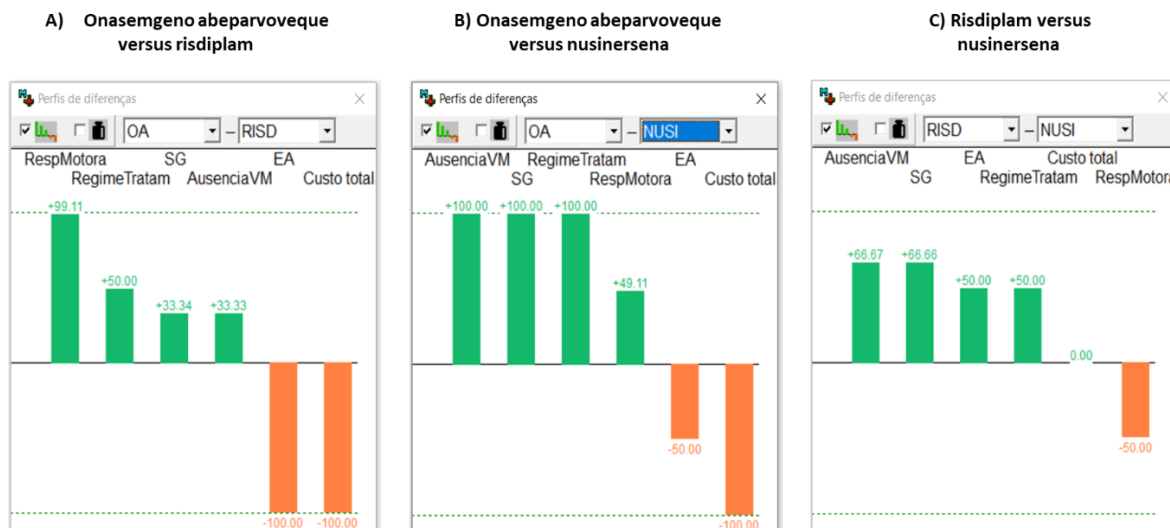 A) Onasemgeno abeparvoveque
versus risdiplam
Perfis de diferenças
OA – RISD
RespMotora SG EA
RegimeTratam AusenciaVM Custo total
+99.11
+50.00
+33.34 +33.33
-100.00 -100.00
B) Onasemgeno abeparvoveque
versus nusinersena
Perfis de diferenças
OA – NUSI
AusenciaVM RegimeTratam EA
SG RespMotora Custo total
+100.00 +100.00 +100.00
+49.11
-50.00
-100.00
C) Risdiplam versus
nusinersena
Perfis de diferenças
RISD – NUSI
AusenciaVM EA Custo total
SG RegimeTratam RespMotora
+66.67 +66.66
+50.00 +50.00
0.00
-50.00